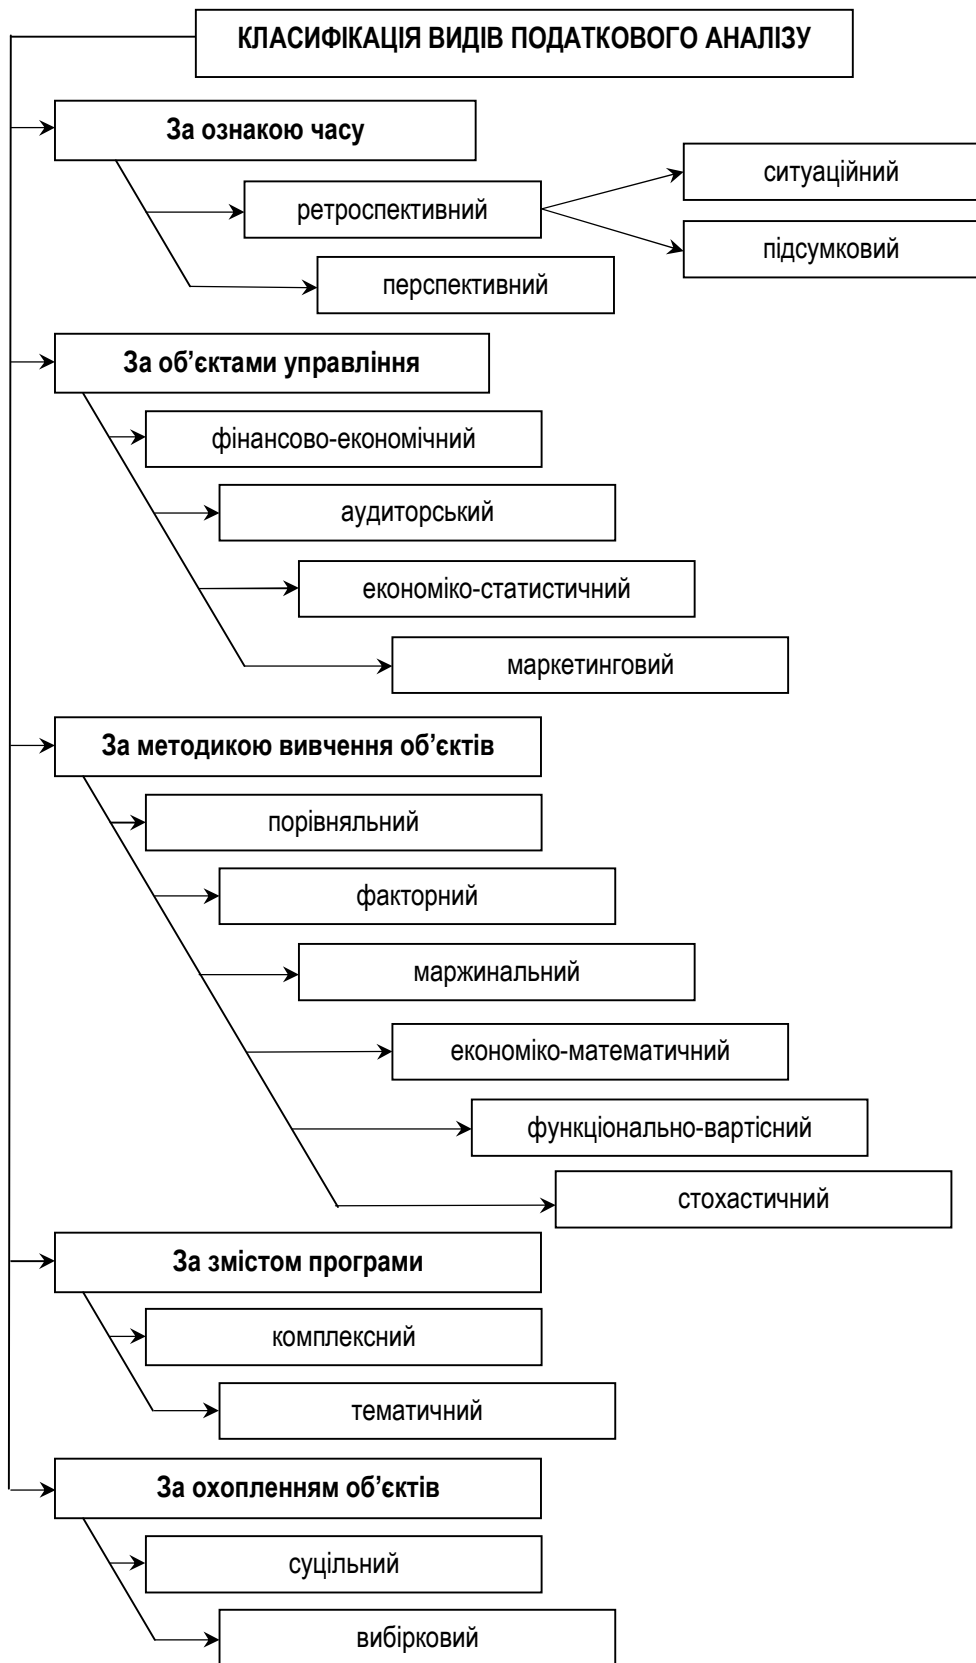 КЛАСИФІКАЦІЯ ВИДІВ ПОДАТКОВОГО АНАЛІЗУ
За ознакою часу
ретроспективний
ситуаційний
підсумковий
перспективний
За об’єктами управління
фінансово-економічний
аудиторський
економіко-статистичний
маркетинговий
За методикою вивчення об’єктів
порівняльний
факторний
маржинальний
економіко-математичний
функціонально-вартісний
стохастичний
За змістом програми
комплексний
тематичний
За охопленням об’єктів
суцільний
вибірковий